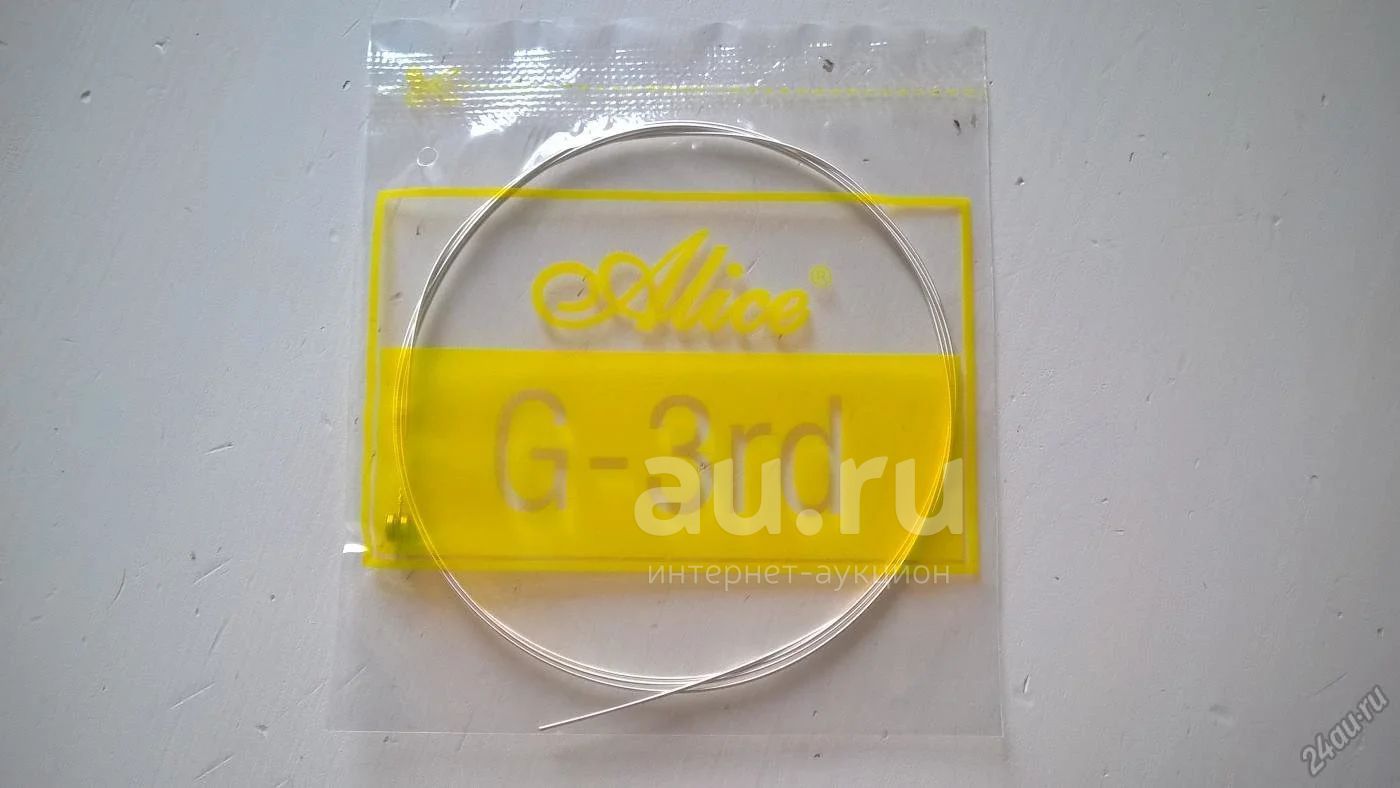 Alice®
G-3rd
au.ru
интернет-аукцион
24au.ru